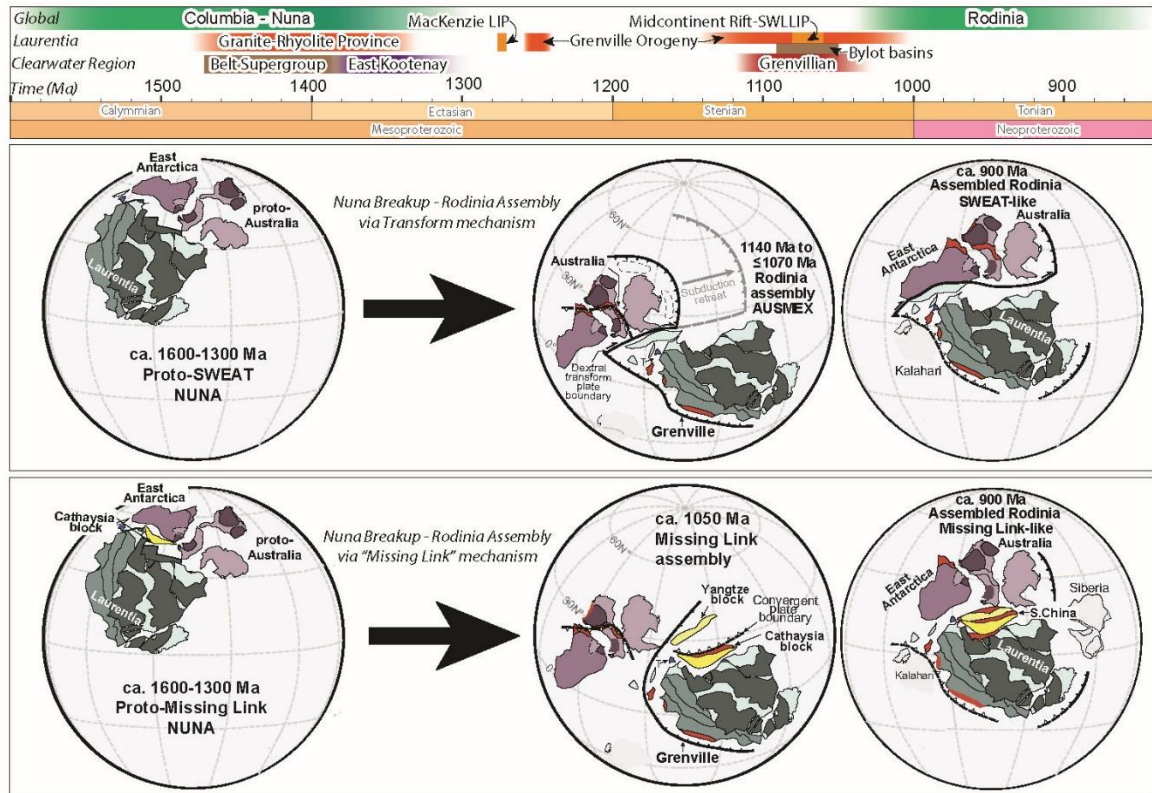 Global
Columbia - Nuna
MacKenzie LIP
Midcontinent Rift-SWLLIP
Rodinia
Laurentia
Granite-Rhyolite Province
Grenville Orogeny
Bylot basins
Clearwater Region
Belt Supergroup
East Kootenay
Grenvillian
Time (Ma)
1500
1400
1300
1200
1100
1000
900
Calymmian
Ectasian
Stenian
Tonian
Mesoproterozoic
Neoproterozoic
East
Antarctica
proto-
Australia
Laurentia
ca. 1600-1300 Ma
Proto-SWEAT
NUNA
Nuna Breakup - Rodinia Assembly
via Transform mechanism
60N°
30N°
0°
Australia
Subduction
retreat
1140 Ma to
≤1070 Ma
Rodinia
assembly
AUSMEX
T
Dextral
transform
plate
boundary
Grenville
ca. 900 Ma
Assembled Rodinia
SWEAT-like
Australia
East
Antarctica
Laurentia
Kalahari
East
Antarctica
Cathaysia
block
proto-
Australia
Laurentia
ca. 1600-1300 Ma
Proto-Missing Link
NUNA
Nuna Breakup - Rodinia Assembly
via "Missing Link" mechanism
ca. 1050 Ma
Missing Link
assembly
60N°
30N°
Yangtze
block
Convergent
plate
boundary
Cathaysia
block
T
Grenville
ca. 900 Ma
Assembled Rodinia
Missing Link-like
Australia
East
Antarctica
Siberia
S.China
Laurentia
Kalahari